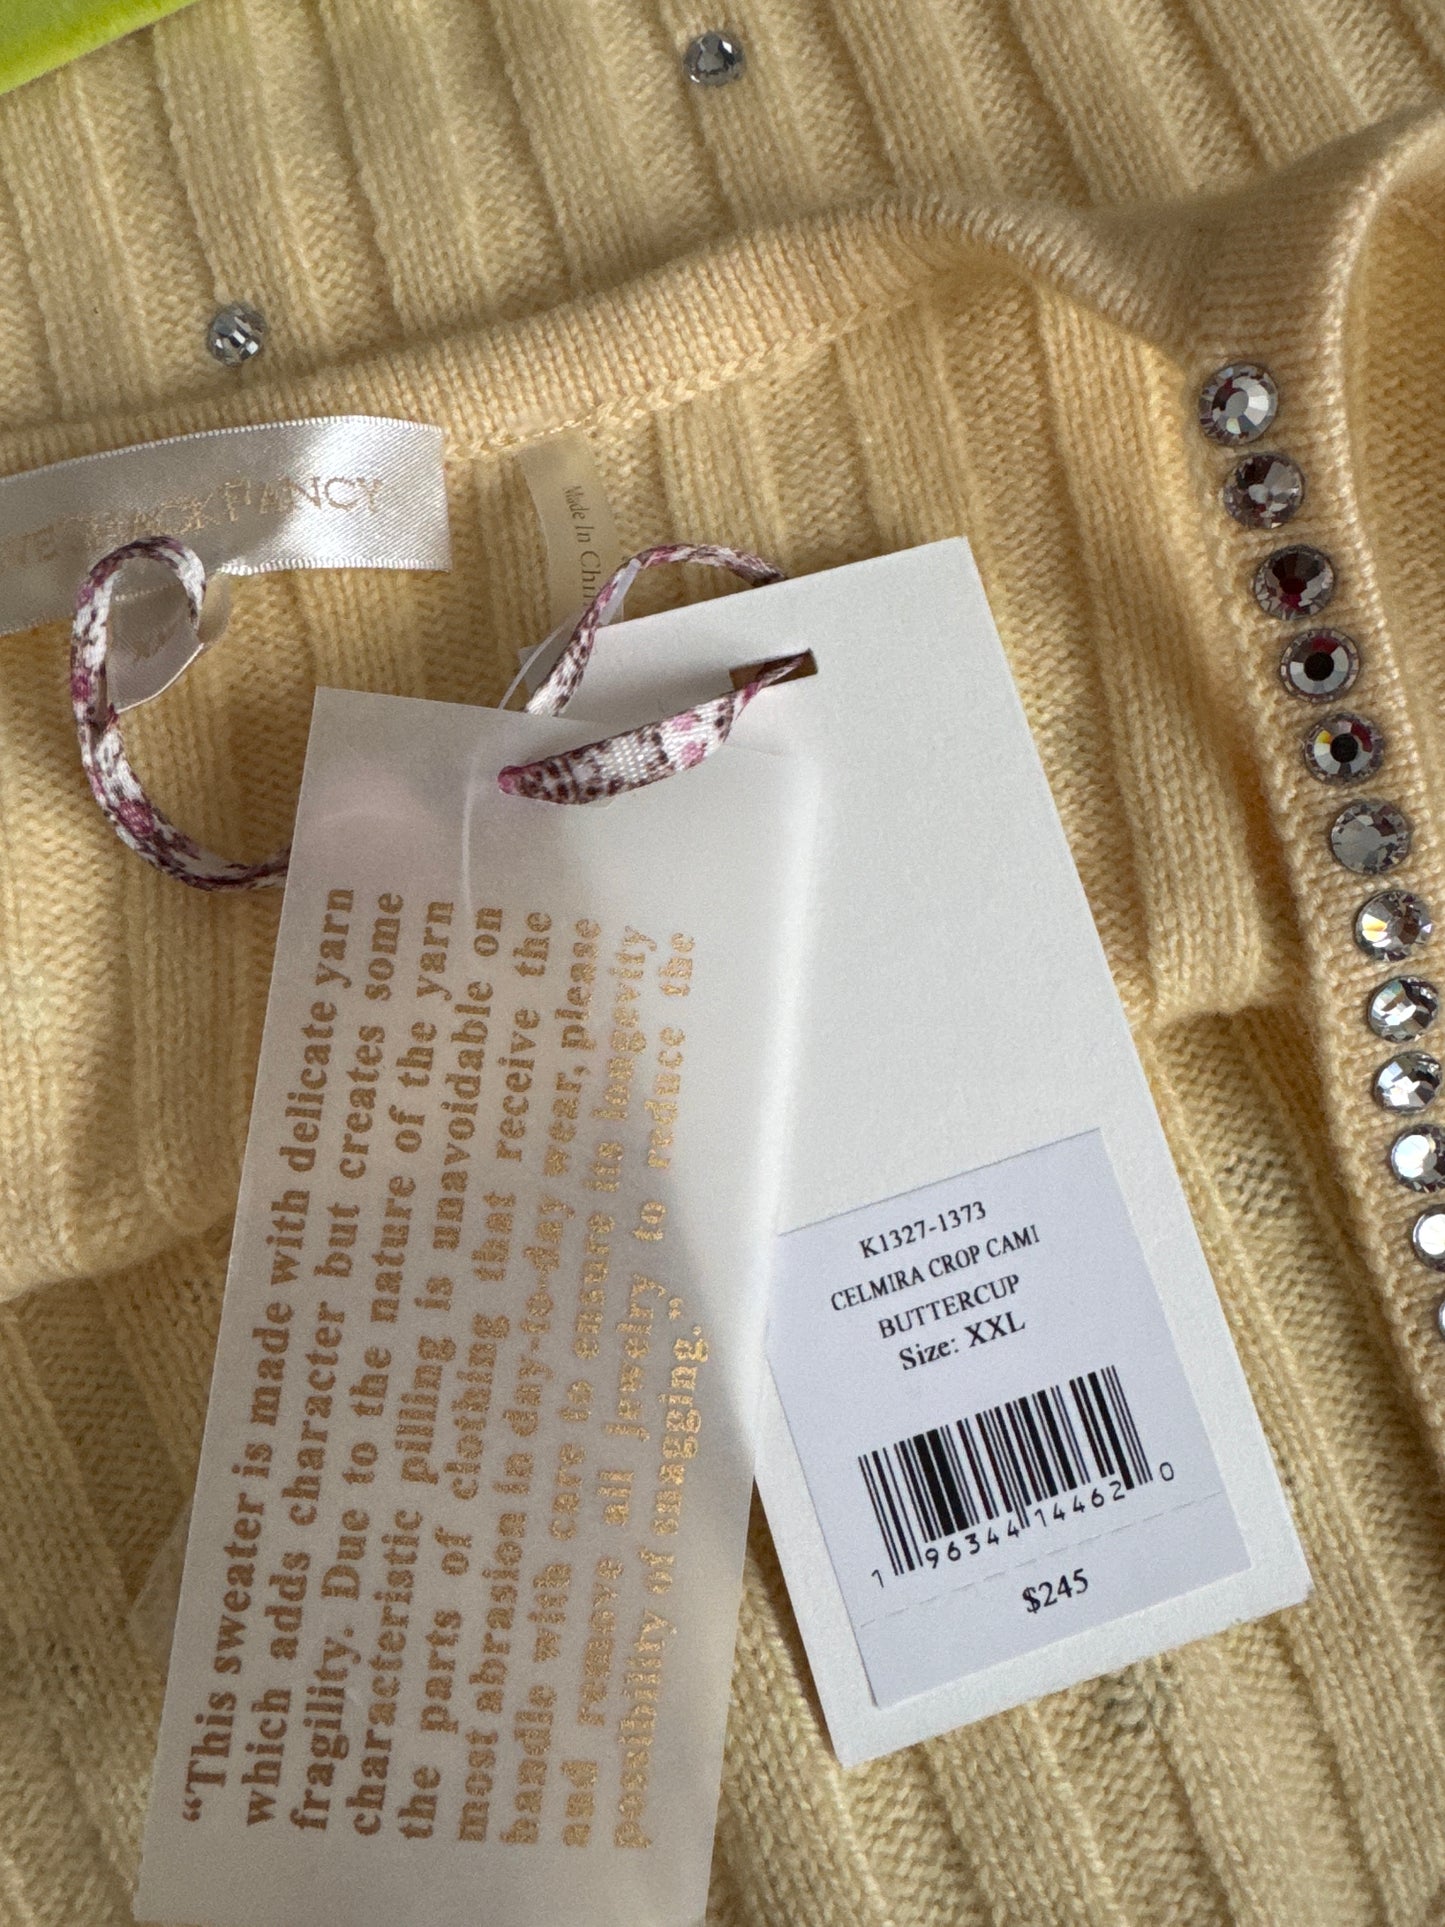 LOVESHACKFANCY
Made In China
"This sweater is made with delicate yarn
which adds character but creates some
fragility. Due to the nature of the yarn
characteristic pilling is unavoidable on
the parts of clothing that receive the
most abrasion in day-to-day wear, please
handle with care to ensure its longevity
and remove all jewelry to reduce the
possibility of snagging."
K1327-1373
CELMIRA CROP CAMI
BUTTERCUP
Size: XXL
1 96344 14462 0
$245